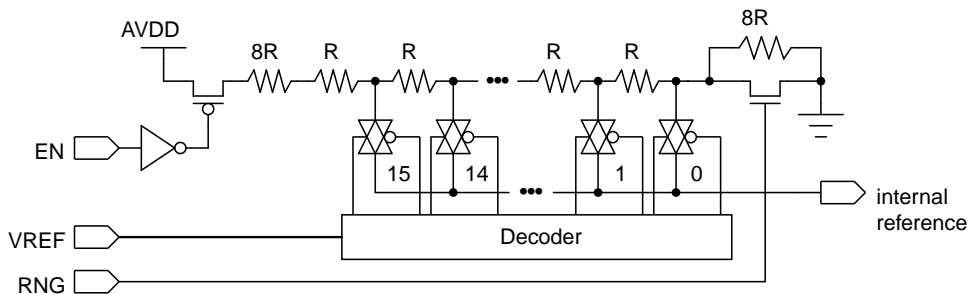 AVDD
8R
R
R
R
R
8R
EN
15
14
1
0
internal
reference
VREF
Decoder
RNG